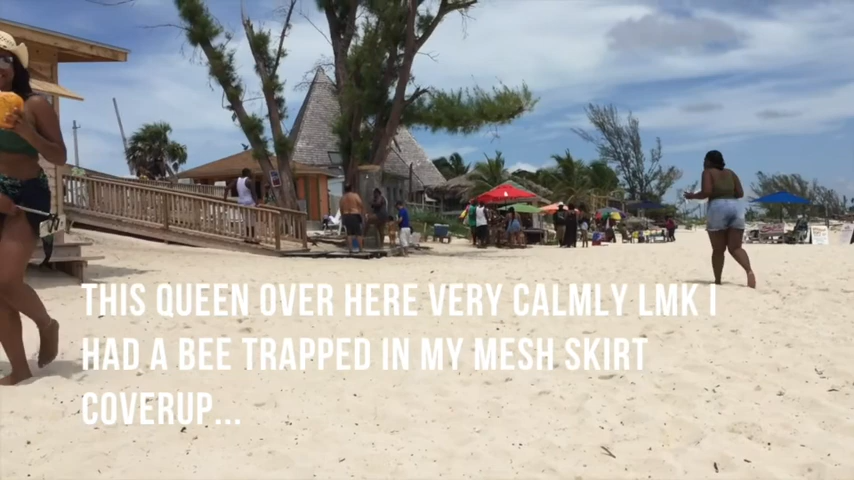 THIS QUEEN OVER HERE VERY CALMLY LMK I
HAD A BEE TRAPPED IN MY MESH SKIRT
COVERUP...